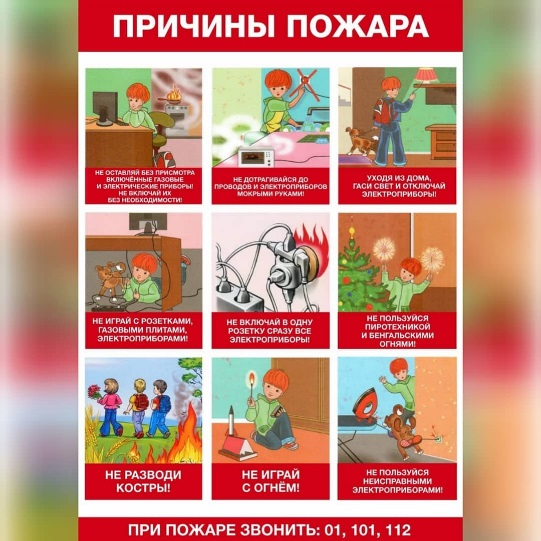 ПРИЧИНЫ ПОЖАРА
НЕ ОСТАВЛЯЙ БЕЗ ПРИСМОТРА
ВКЛЮЧЁННЫЕ ГАЗОВЫЕ
И ЭЛЕКТРИЧЕСКИЕ ПРИБОРЫ!
НЕ ВКЛЮЧАЙ ИХ
БЕЗ НЕОБХОДИМОСТИ!
НЕ ДОТРАГИВАЙСЯ ДО
ПРОВОДОВ И ЭЛЕКТРОПРИБОРОВ
МОКРЫМИ РУКАМИ!
УХОДЯ ИЗ ДОМА,
ГАСИ СВЕТ И ОТКЛЮЧАЙ
ЭЛЕКТРОПРИБОРЫ!
НЕ ИГРАЙ С РОЗЕТКАМИ,
ГАЗОВЫМИ ПЛИТАМИ,
ЭЛЕКТРОПРИБОРАМИ!
НЕ ВКЛЮЧАЙ В ОДНУ
РОЗЕТКУ СРАЗУ ВСЕ
ЭЛЕКТРОПРИБОРЫ!
НЕ ПОЛЬЗУЙСЯ
ПИРОТЕХНИКОЙ
И БЕНГАЛЬСКИМИ
ОГНЯМИ!
НЕ РАЗВОДИ
КОСТРЫ!
НЕ ИГРАЙ
С ОГНЁМ!
НЕ ПОЛЬЗУЙСЯ
НЕИСПРАВНЫМИ
ЭЛЕКТРОПРИБОРАМИ!
ПРИ ПОЖАРЕ ЗВОНИТЬ: 01, 101, 112